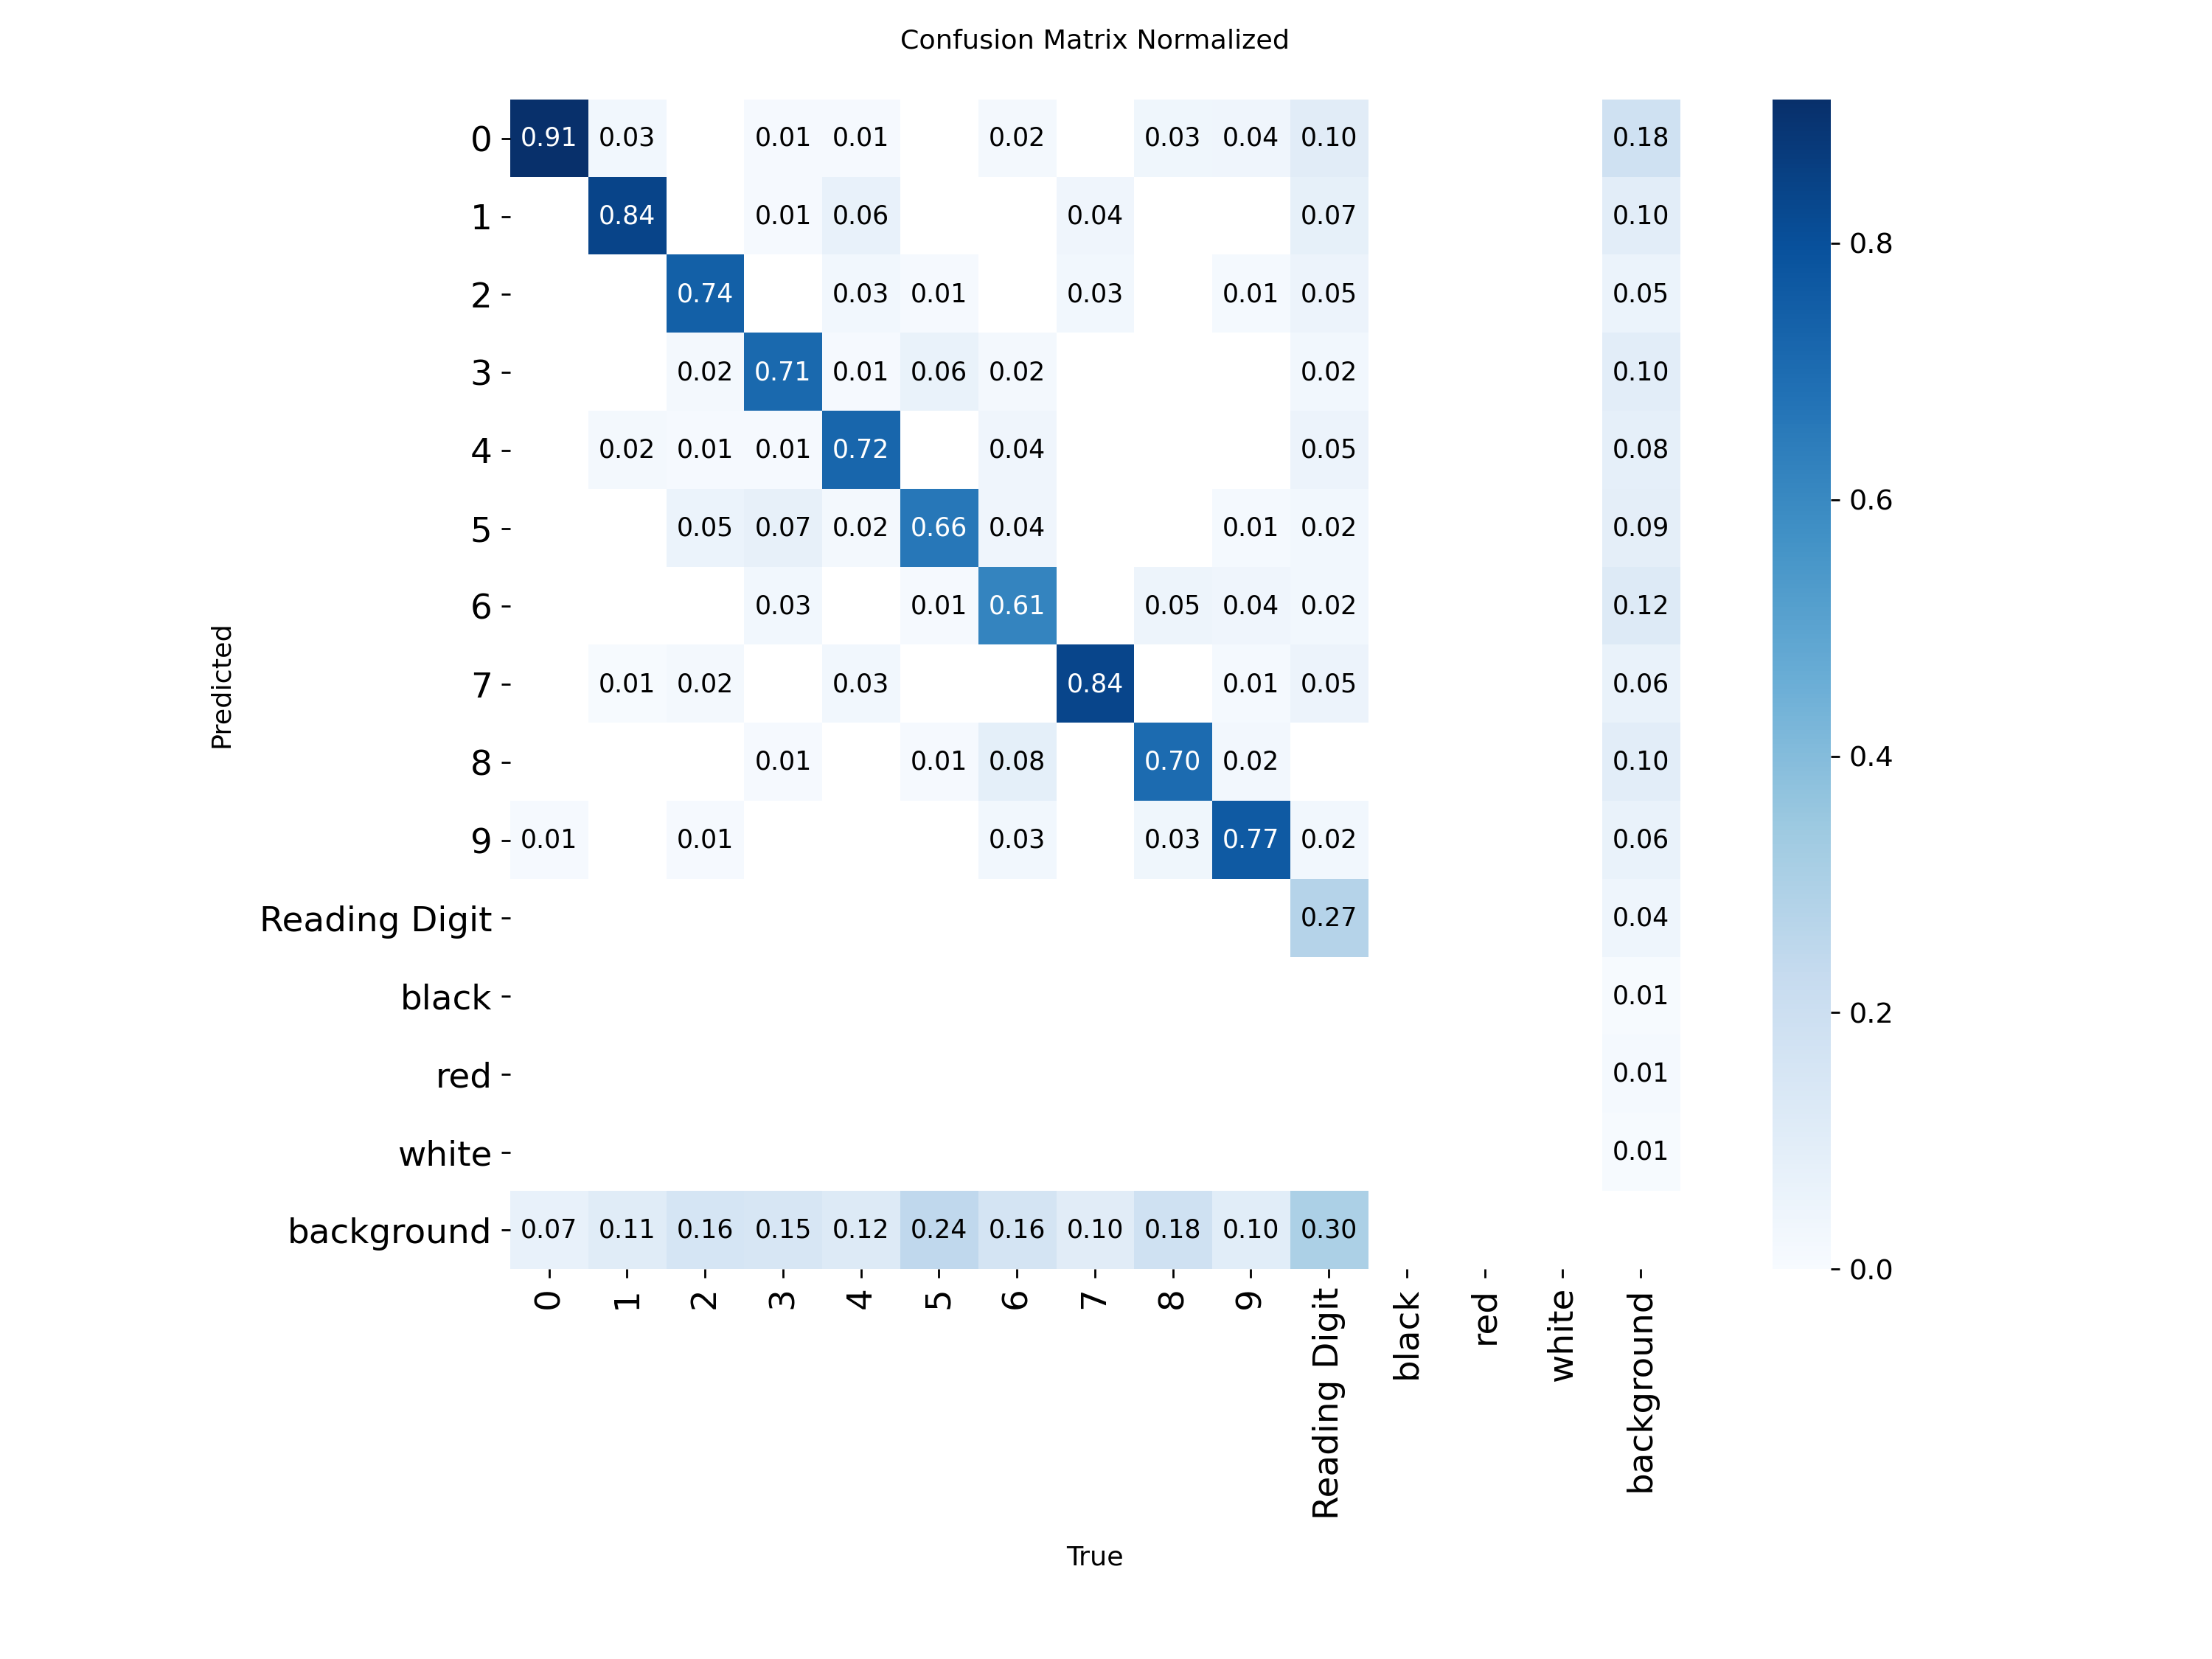 Confusion Matrix Normalized
0 0.91 0.03 0.01 0.01 0.02 0.03 0.04 0.10 0.18
1 0.84 0.01 0.06 0.04 0.07 0.10
0.8
2 0.74 0.03 0.01 0.03 0.01 0.05 0.05
3 0.02 0.71 0.01 0.06 0.02 0.02 0.10
4 0.02 0.01 0.01 0.72 0.04 0.05 0.08
0.6
5 0.05 0.07 0.02 0.66 0.04 0.01 0.02 0.09
6 0.03 0.01 0.61 0.05 0.04 0.02 0.12
Predicted
7 0.01 0.02 0.03 0.84 0.01 0.05 0.06
8 0.01 0.01 0.08 0.70 0.02 0.10
0.4
9 0.01 0.01 0.03 0.03 0.77 0.02 0.06
Reading Digit 0.27 0.04
black 0.01
0.2
red 0.01
white 0.01
background 0.07 0.11 0.16 0.15 0.12 0.24 0.16 0.10 0.18 0.10 0.30
0.0
0 1 2 3 4 5 6 7 8 9 Reading Digit black red white background
True